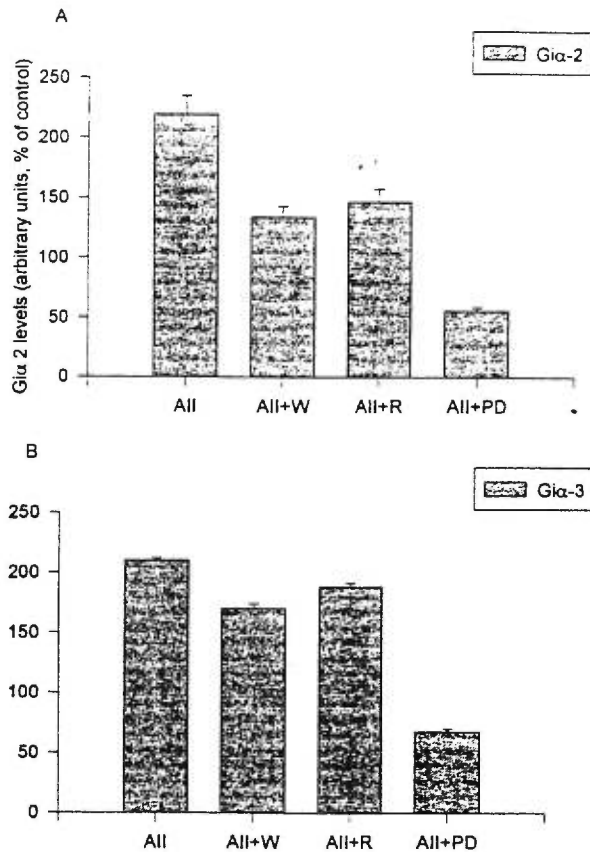 A
Giα-2
Giα 2 levels (arbitrary units, % of control)
250
200
150
100
50
0
AII AII+W AII+R AII+PD
B
Giα-3
250
200
150
100
50
0
AII AII+W AII+R AII+PD